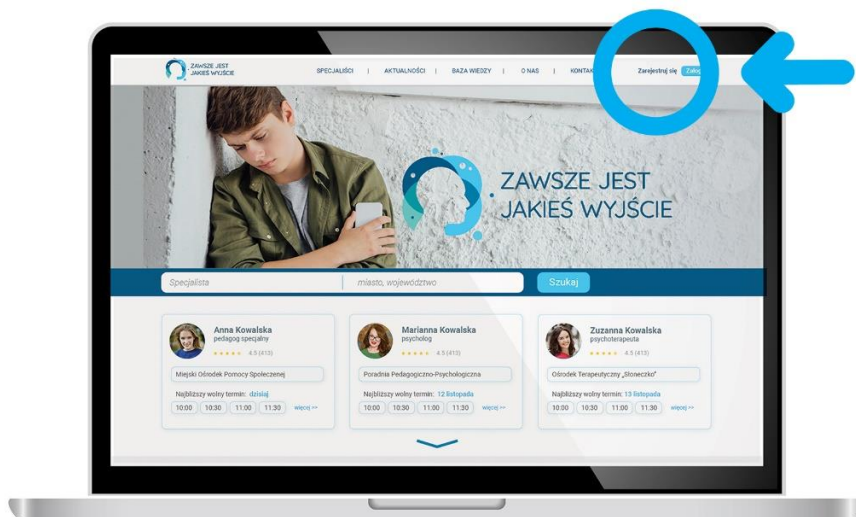 ZAWSZE JEST
JAKIEŚ WYJŚCIE
SPECJALIŚCI | AKTUALNOŚCI | BAZA WIEDZY | O NAS | KONTAK
Zarejestruj się Zalog
ZAWSZE JEST
JAKIEŚ WYJŚCIE
Specjalista
miasto, województwo
Szukaj
Anna Kowalska
pedagog specjalny
4.5 (413)
Miejski Ośrodek Pomocy Społecznej
Najbliższy wolny termin: dzisiaj
10:00 10:30 11:00 11:30 więcej >>
Marianna Kowalska
psycholog
4.5 (413)
Poradnia Pedagogiczno-Psychologiczna
Najbliższy wolny termin: 12 listopada
10:00 10:30 11:00 11:30 więcej >>
Zuzanna Kowalska
psychoterapeuta
4.5 (413)
Ośrodek Terapeutyczny „Słoneczko”
Najbliższy wolny termin: 13 listopada
10:00 10:30 11:00 11:30 więcej >>